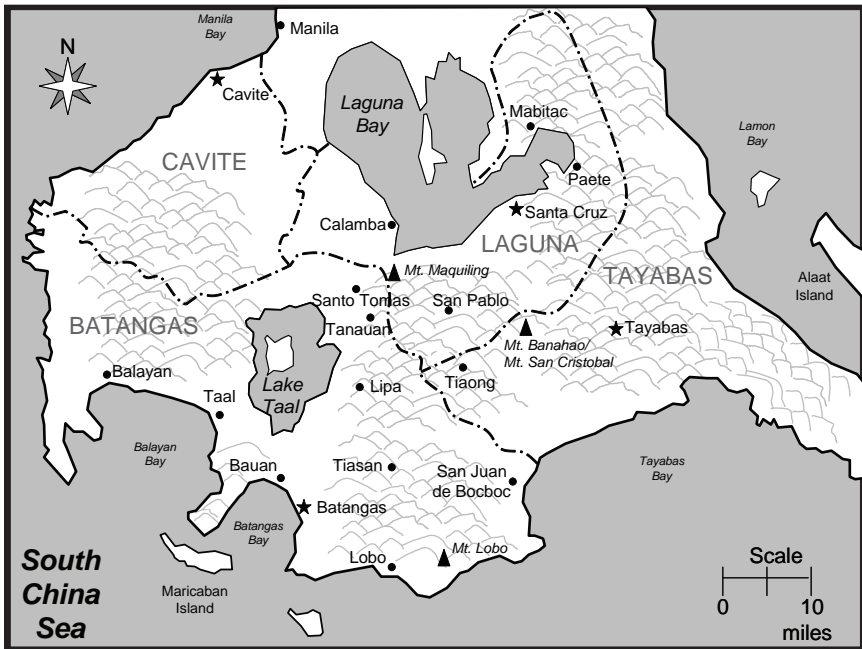 Manila
Bay
Manila
N
Cavite
Laguna
Bay
Mabitac
Lamon
Bay
CAVITE
Paete
Santa Cruz
Calamba
LAGUNA
Mt. Maquiling
TAYABAS
Alaat
Island
Santo Tomas
San Pablo
BATANGAS
Tanauan
Tayabas
Mt. Banahao/
Mt. San Cristobal
Balayan
Lake
Taal
Tiaong
Lipa
Taal
Balayan
Bay
Bauan
Tiasan
San Juan
de Bocboc
Tayabas
Bay
Batangas
Batangas
Bay
South
China
Sea
Lobo
Mt. Lobo
Scale
Maricaban
Island
0
10
miles